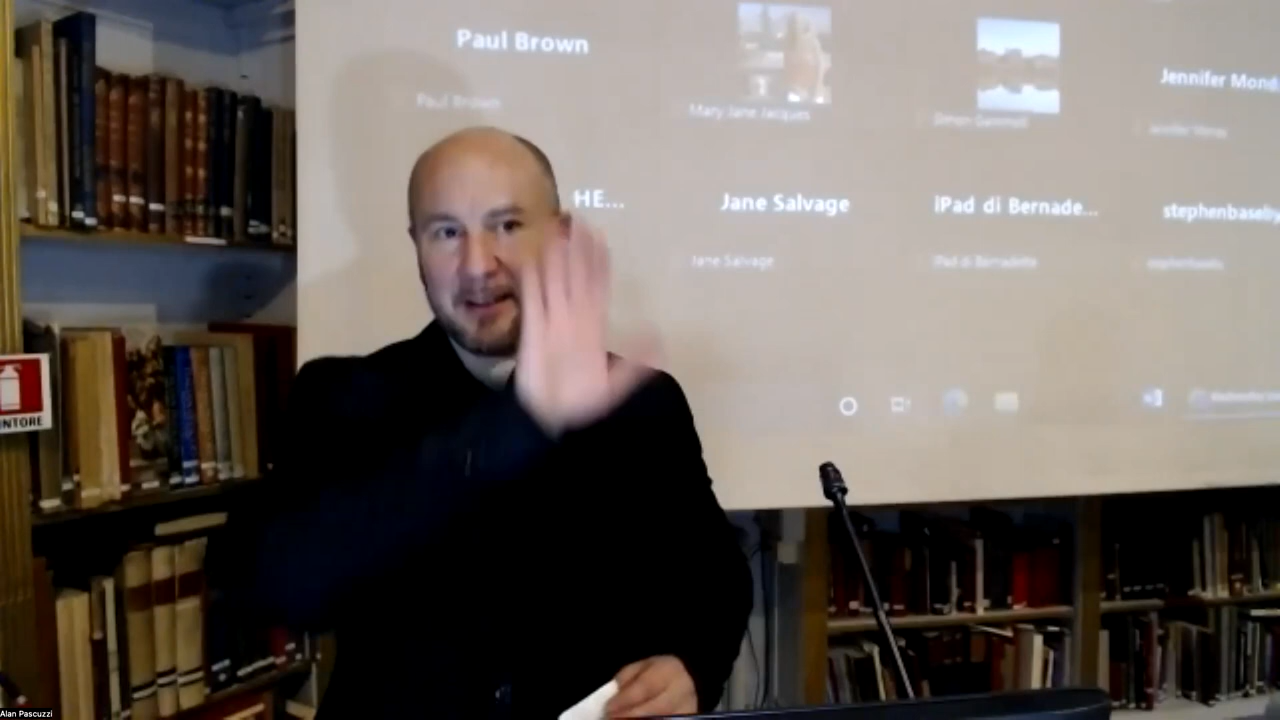 Paul Brown
Paul Brown
Mary Jane Jacques
Jennifer Mond
HE...
Jane Salvage
iPad di Bernade...
stephenbaseby
Jane Salvage
iPad di Bernadette
INTORE
Alan Pascuzzi